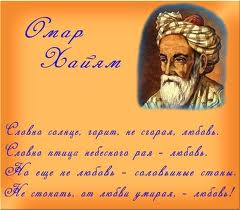 Омар
Хайям
Словно солнце, горит, не сгорая, любовь.
Словно птица небесного рая - любовь.
Но еще не любовь - соловьиные стоны.
Не стонать, от любви умирая, - любовь!